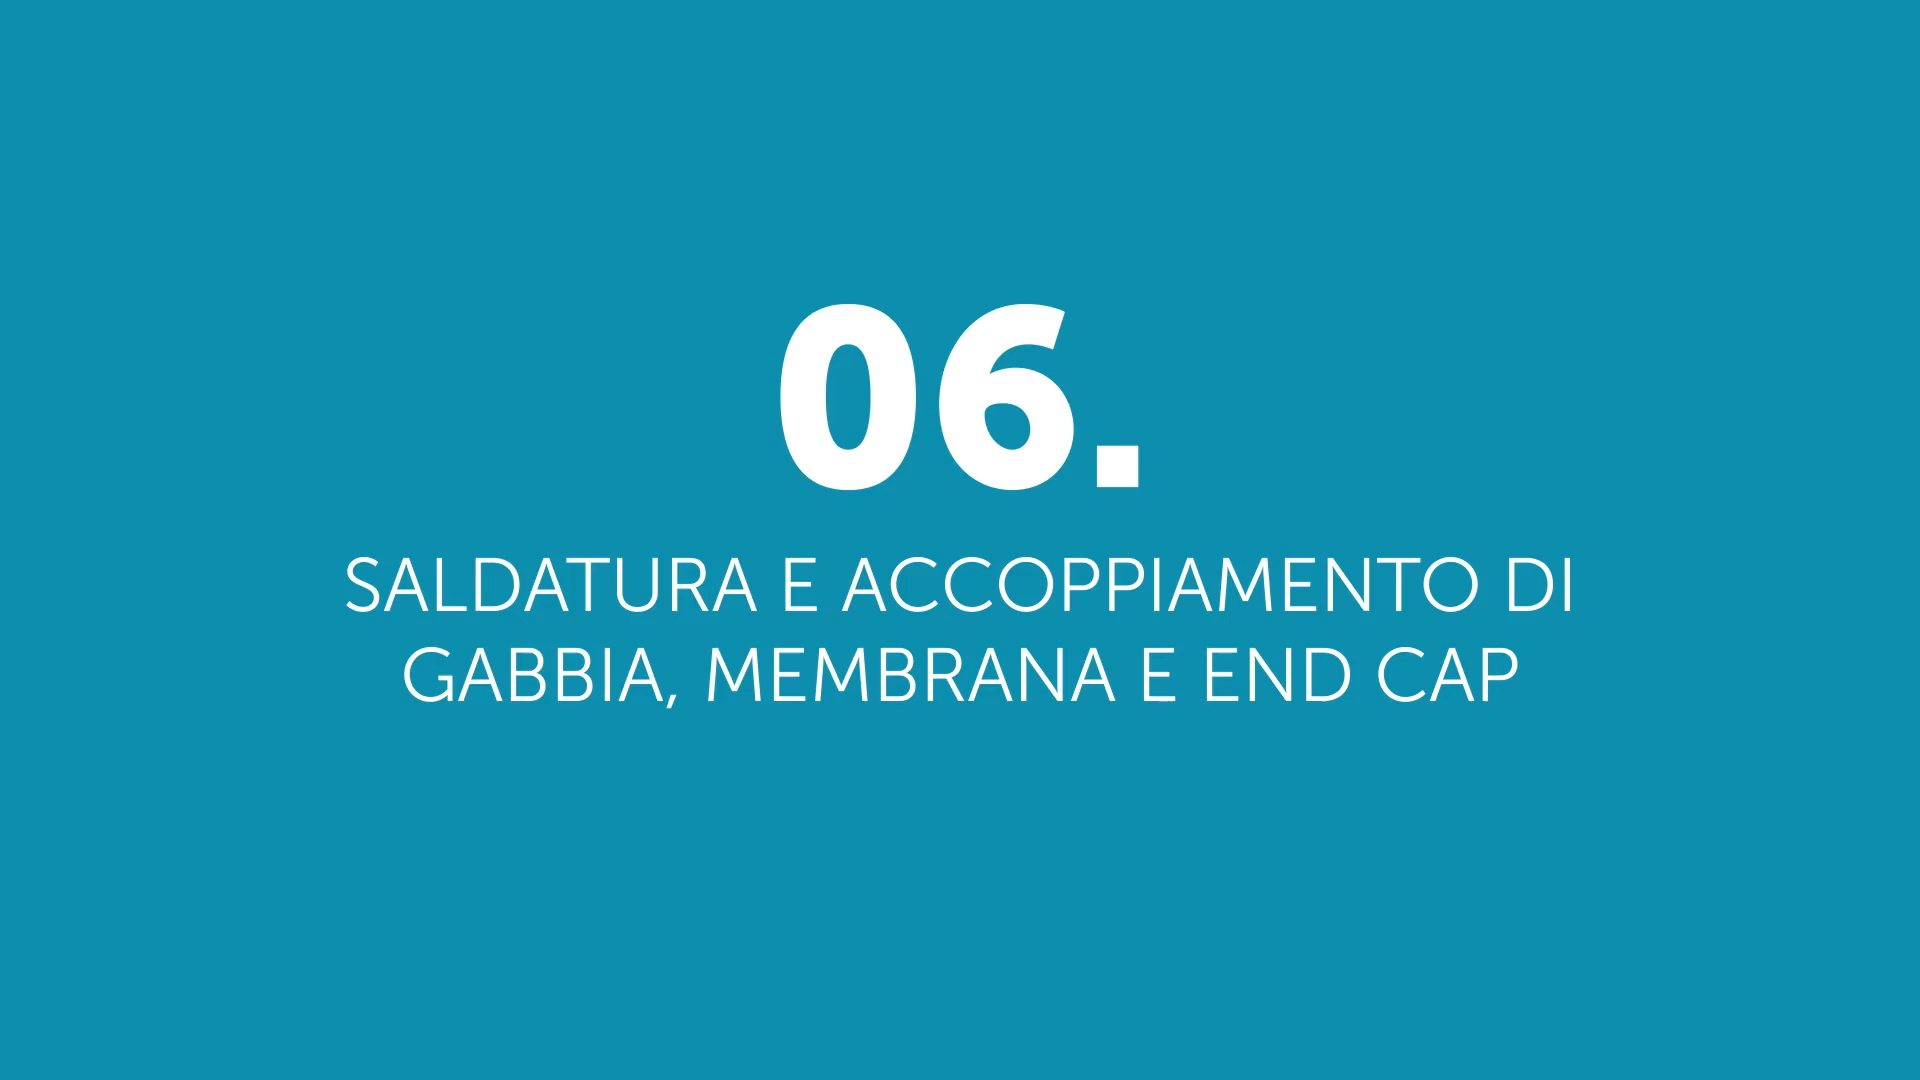 06.
SALDATURA E ACCOPPIAMENTO DI
GABBIA, MEMBRANA E END CAP